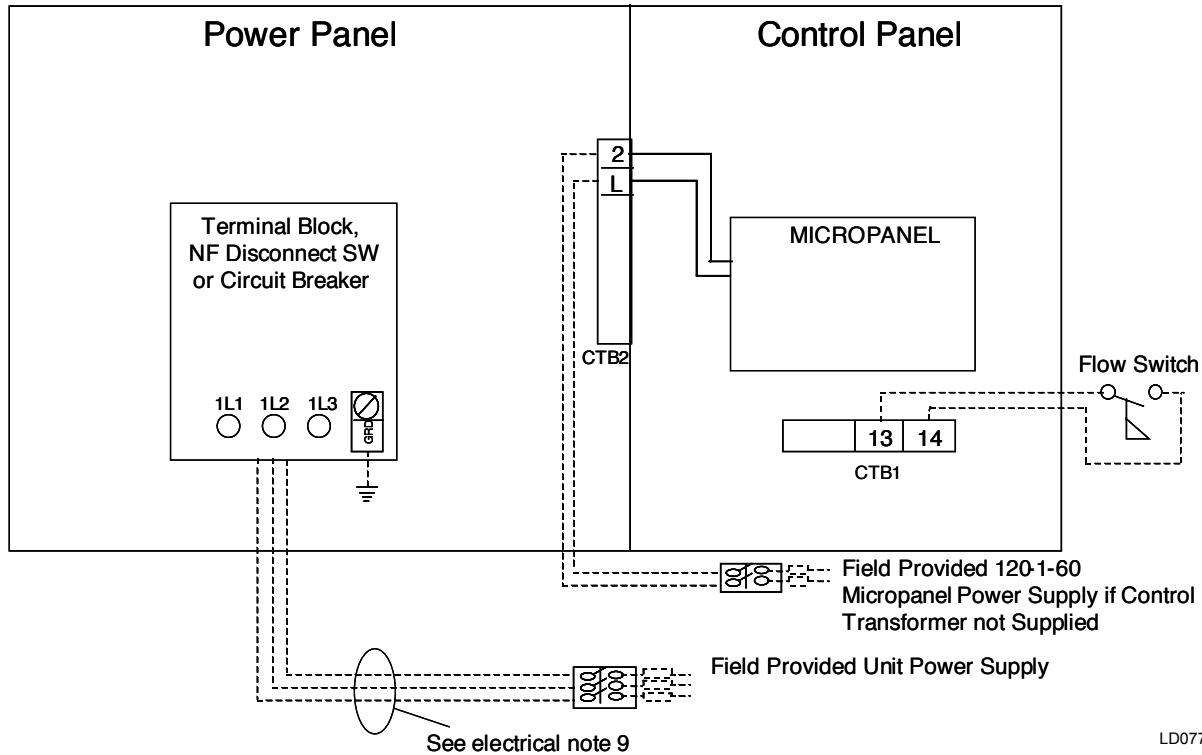 Power Panel
Control Panel
2
L
Terminal Block,
NF Disconnect SW
or Circuit Breaker
MICROPANEL
CTB2
Flow Switch
1L1 1L2 1L3
GRD
13 14
CTB1
Field Provided 120-1-60
Micropanel Power Supply if Control
Transformer not Supplied
Field Provided Unit Power Supply
See electrical note 9
LD077